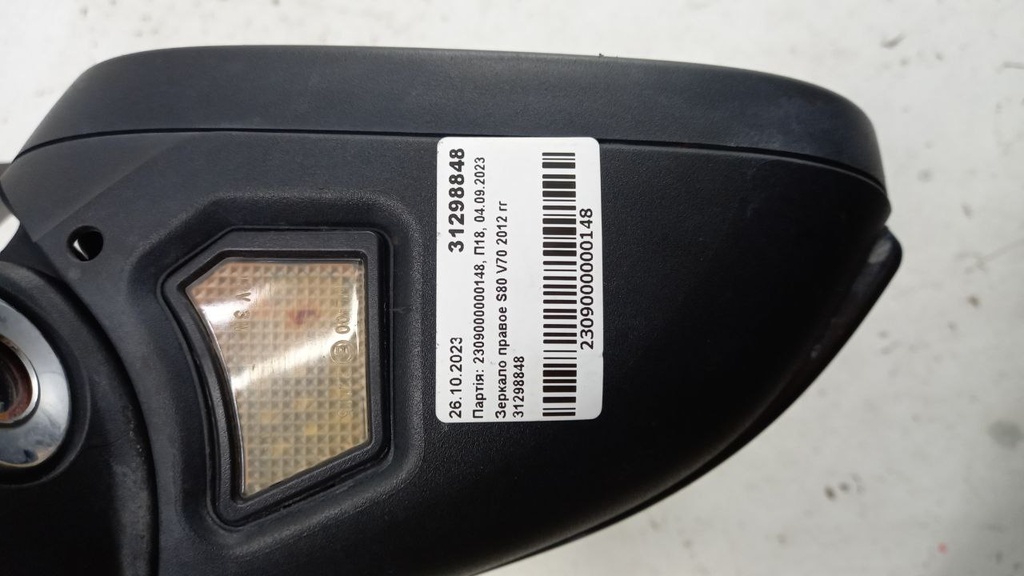 26.10.2023 31298848
Партія: 2309000000148, П18, 04.09.2023
Зеркало правое S80 V70 2012 гг
31298848
2309000000148